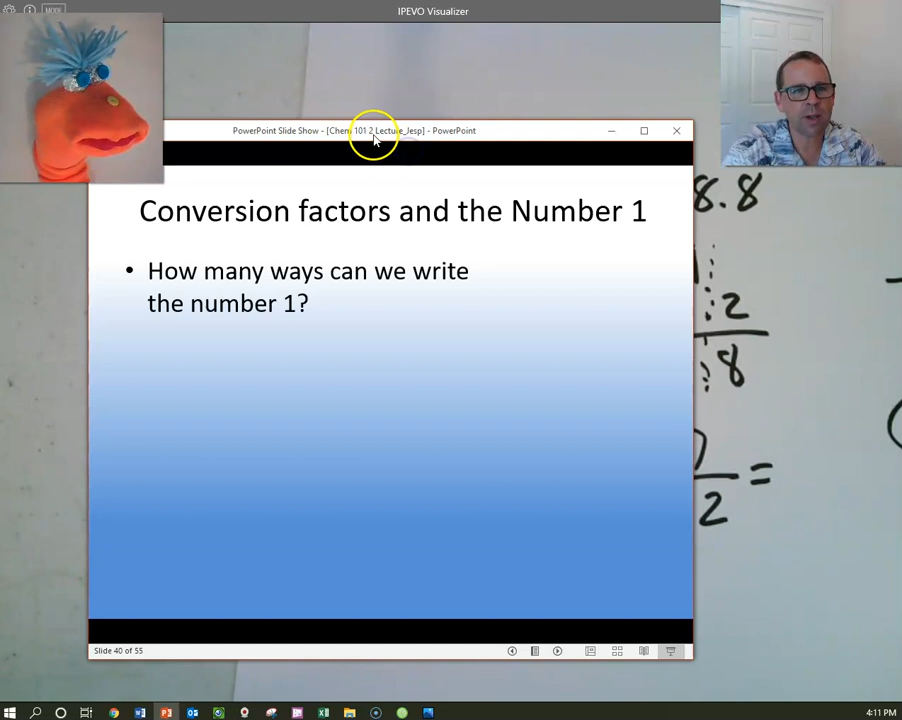 IPEVO Visualizer
MODE
PowerPoint Slide Show - [Chem 101 2 Lecture_Jesp] - PowerPoint
Conversion factors and the Number 1
• How many ways can we write
the number 1?
8.8
2
8
2 =
Slide 40 of 55
4:11 PM